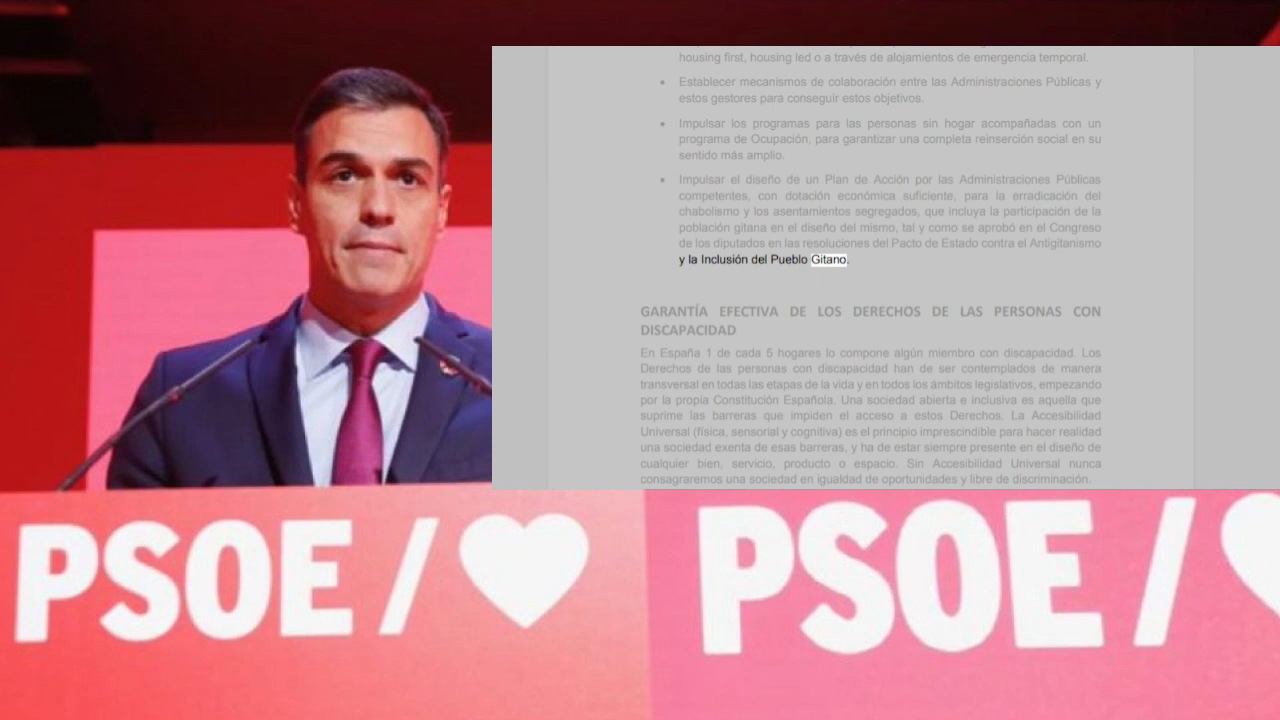 housing first, housing led o a través de alojamientos de emergencia temporal.
• Establecer mecanismos de colaboración entre las Administraciones Públicas y
estos gestores para conseguir estos objetivos.
• Impulsar los programas para las personas sin hogar acompañadas con un
programa de Ocupación, para garantizar una completa reinserción social en su
sentido más amplio.
• Impulsar el diseño de un Plan de Acción por las Administraciones Públicas
competentes, con dotación económica suficiente, para la erradicación del
chabolismo y los asentamientos segregados, que incluya la participación de la
población gitana en el diseño del mismo, tal y como se aprobó en el Congreso
de los diputados en las resoluciones del Pacto de Estado contra el Antigitanismo
y la Inclusión del Pueblo Gitano.
GARANTÍA EFECTIVA DE LOS DERECHOS DE LAS PERSONAS CON
DISCAPACIDAD
En España 1 de cada 5 hogares lo compone algún miembro con discapacidad. Los
Derechos de las personas con discapacidad han de ser contemplados de manera
transversal en todas las etapas de la vida y en todos los ámbitos legislativos, empezando
por la propia Constitución Española. Una sociedad abierta e inclusiva es aquella que
suprime las barreras que impiden el acceso a estos Derechos. La Accesibilidad
Universal (física, sensorial y cognitiva) es el principio imprescindible para hacer realidad
una sociedad exenta de esas barreras, y ha de estar siempre presente en el diseño de
cualquier bien, servicio, producto o espacio. Sin Accesibilidad Universal nunca
consagraremos una sociedad en igualdad de oportunidades y libre de discriminación.
PSOE /
PSOE /